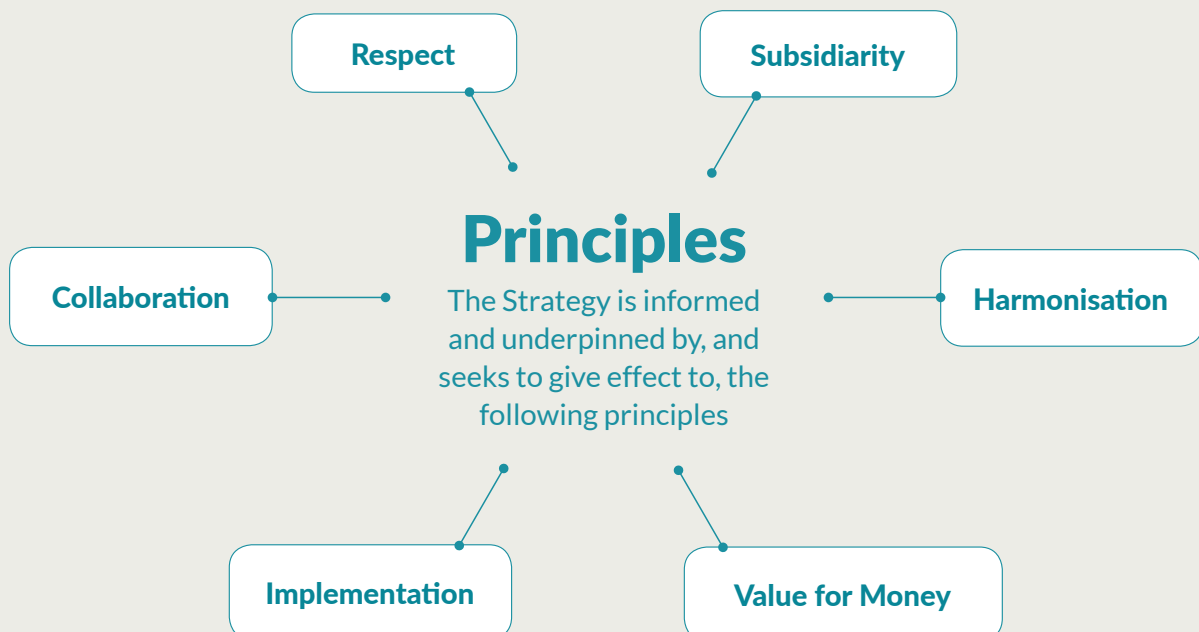 Respect
Subsidiarity
Principles
The Strategy is informed
and underpinned by, and
seeks to give effect to, the
following principles
Collaboration
Harmonisation
Implementation
Value for Money